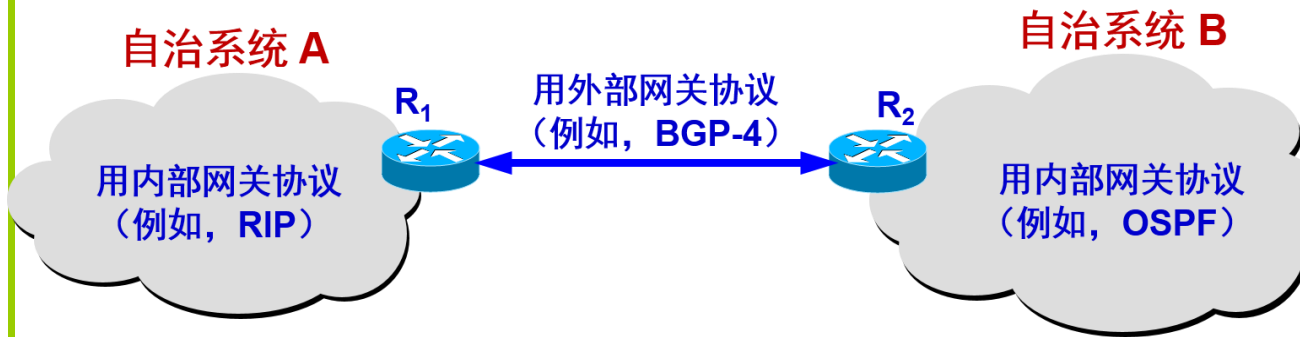 自治系统 A
自治系统 B
R1
用外部网关协议
（例如，BGP-4）
R2
用内部网关协议
（例如，RIP）
用内部网关协议
（例如，OSPF）